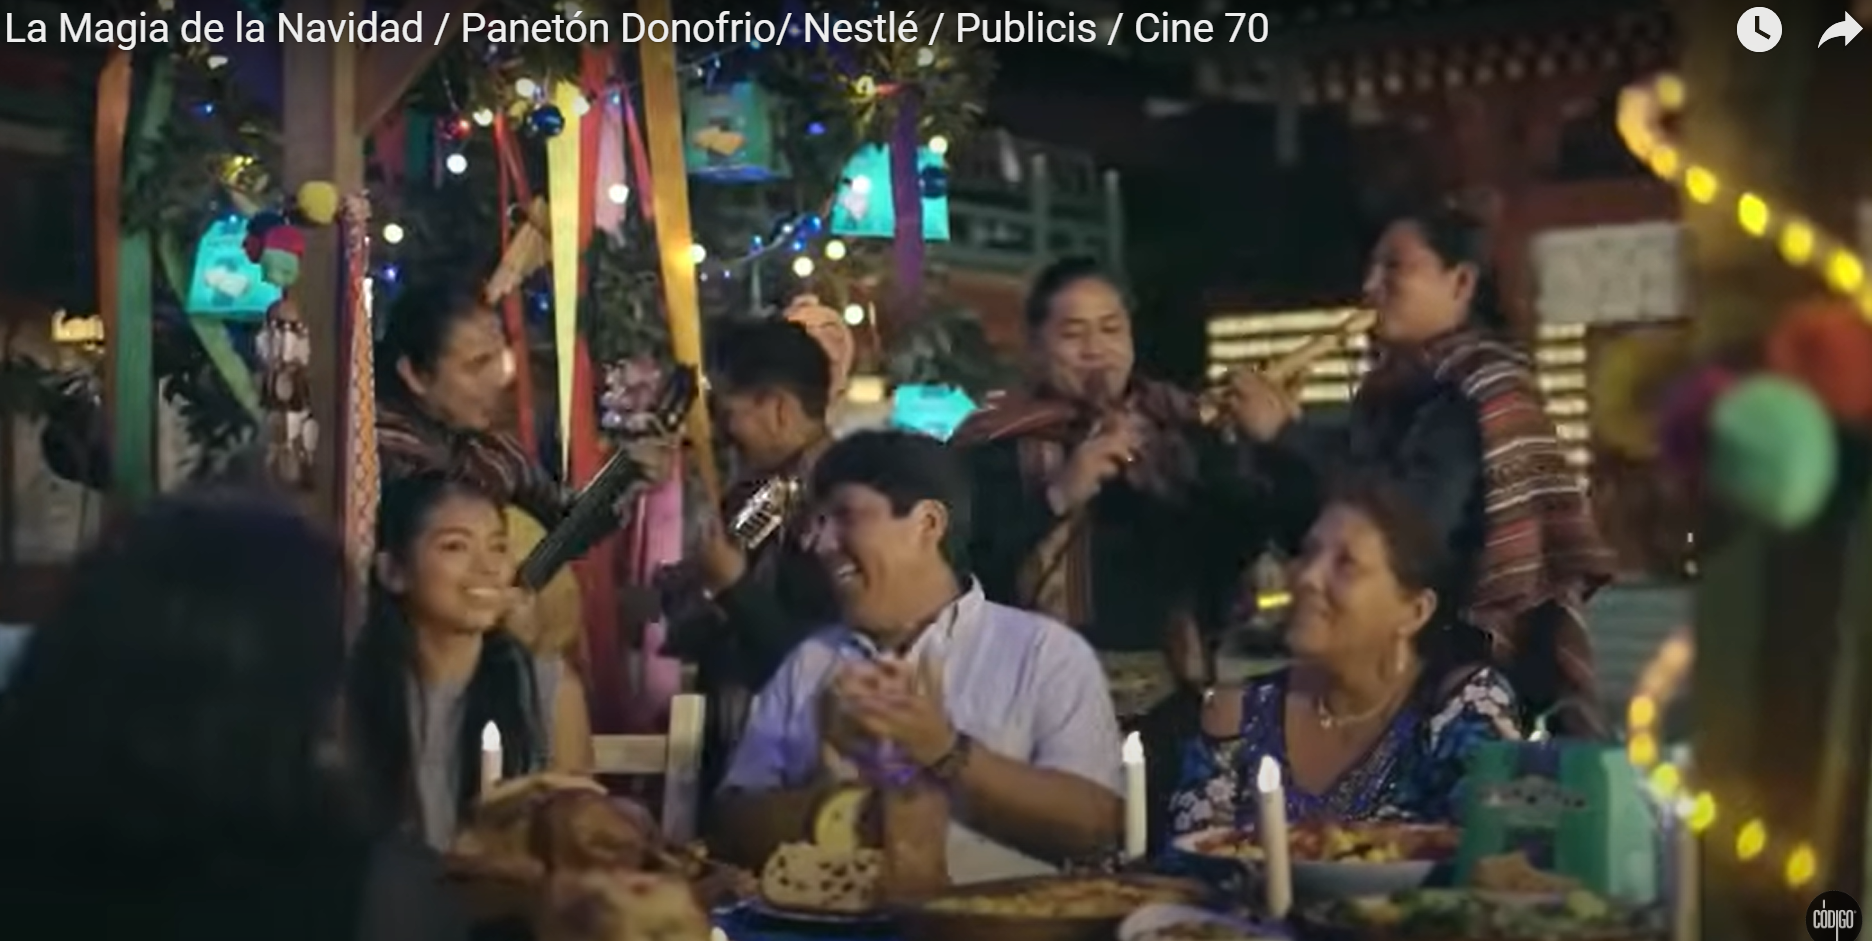 La Magia de la Navidad / Panetón Donofrio/ Nestlé / Publicis / Cine 70
CÓDIGO